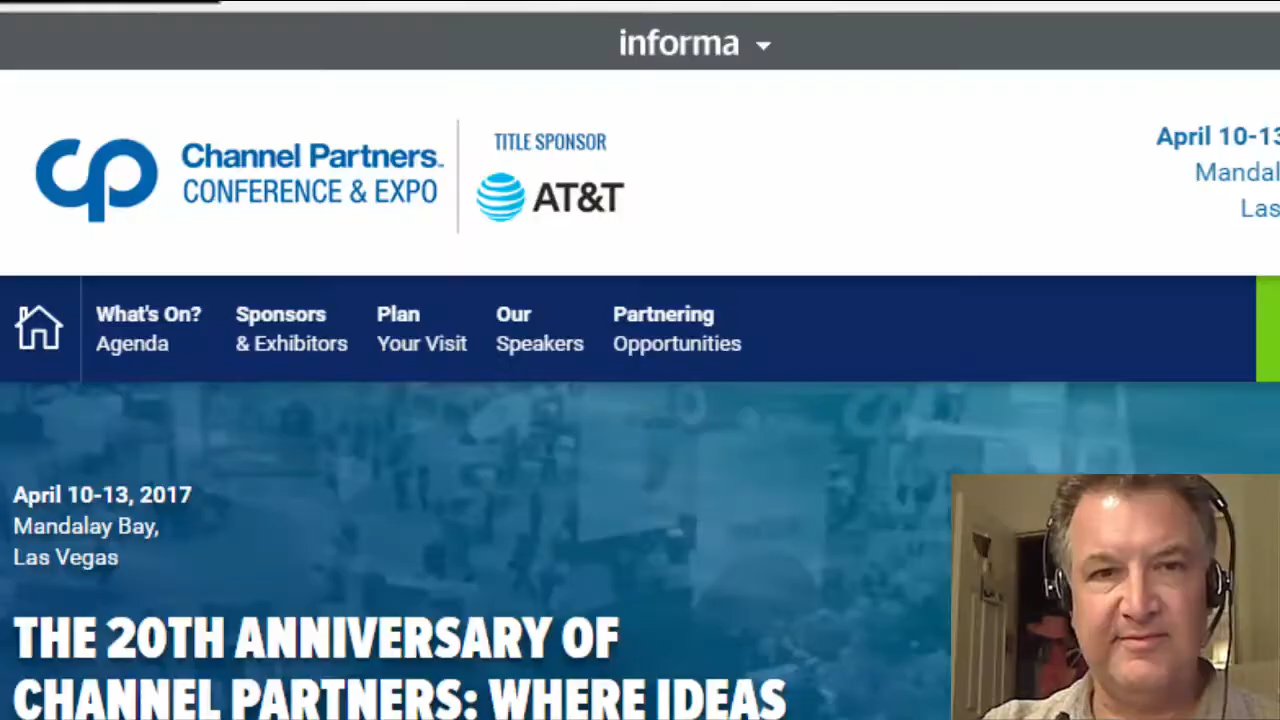 informa
TITLE SPONSOR
April 10-13
Channel Partners™
CONFERENCE & EXPO
AT&T
Mandal
Las
What's On?
Agenda
Sponsors
& Exhibitors
Plan
Your Visit
Our
Speakers
Partnering
Opportunities
April 10-13, 2017
Mandalay Bay,
Las Vegas
THE 20TH ANNIVERSARY OF
CHANNEL PARTNERS: WHERE IDEAS